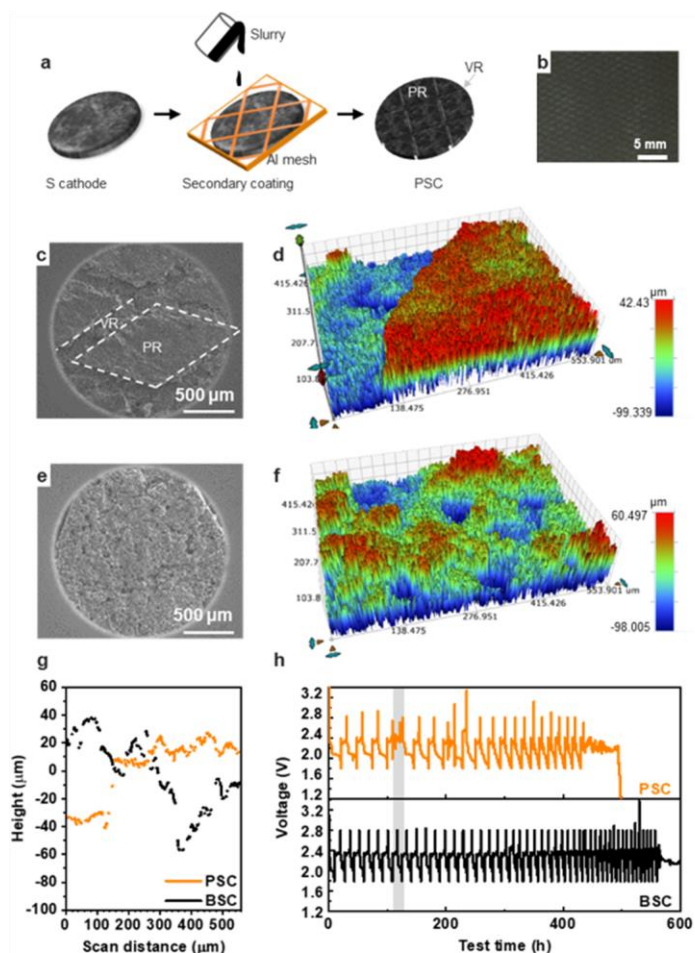 Slurry
a
VR
b
PR
Al mesh
5 mm
S cathode
Secondary coating
PSC
c
VR
PR
500 µm
d
415.426
311.5
207.7
103.8
138.475
276.951
415.426
553.901 um
µm
42.43
-99.339
e
500 µm
f
415.426
311.5
207.7
103.8
138.475
276.951
415.426
553.901 um
µm
60.497
-98.005
g
60
40
20
0
-20
-40
-60
-80
-100
Height (µm)
PSC
BSC
0 100 200 300 400 500
Scan distance (µm)
h
3.2
2.8
2.4
2.0
1.6
1.2
PSC
Voltage (V)
3.2
2.8
2.4
2.0
1.6
1.2
BSC
0 200 400 600
Test time (h)